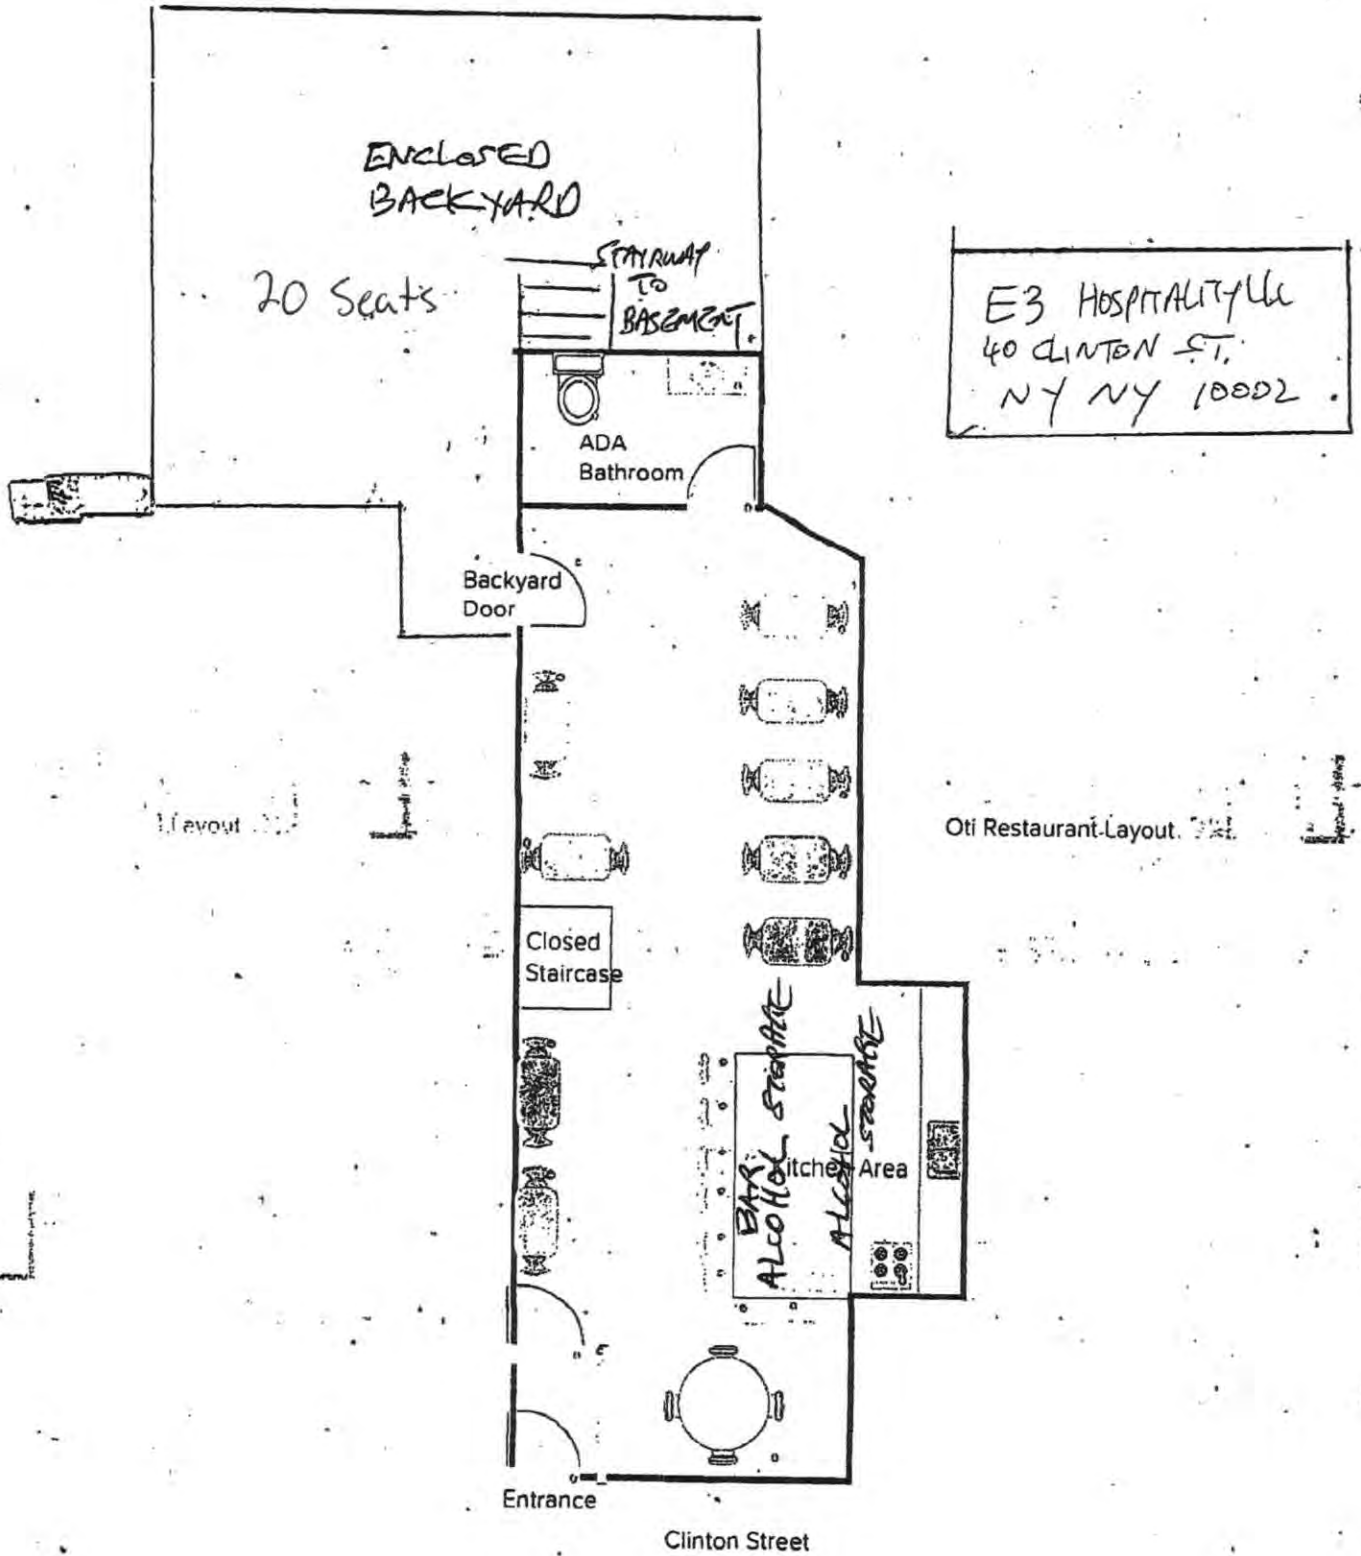 ENCLOSED
BACKYARD
20 Seats
STAIRWAY
TO
BASEMENT
E3 HOSPITALITY LLC
40 CLINTON ST.
NY NY 10002
ADA
Bathroom
Backyard
Door
Layout
Oti Restaurant Layout
Closed
Staircase
BAR
ALCOHOL STORAGE
ALCOHOL
STORAGE
itchen Area
Entrance
Clinton Street